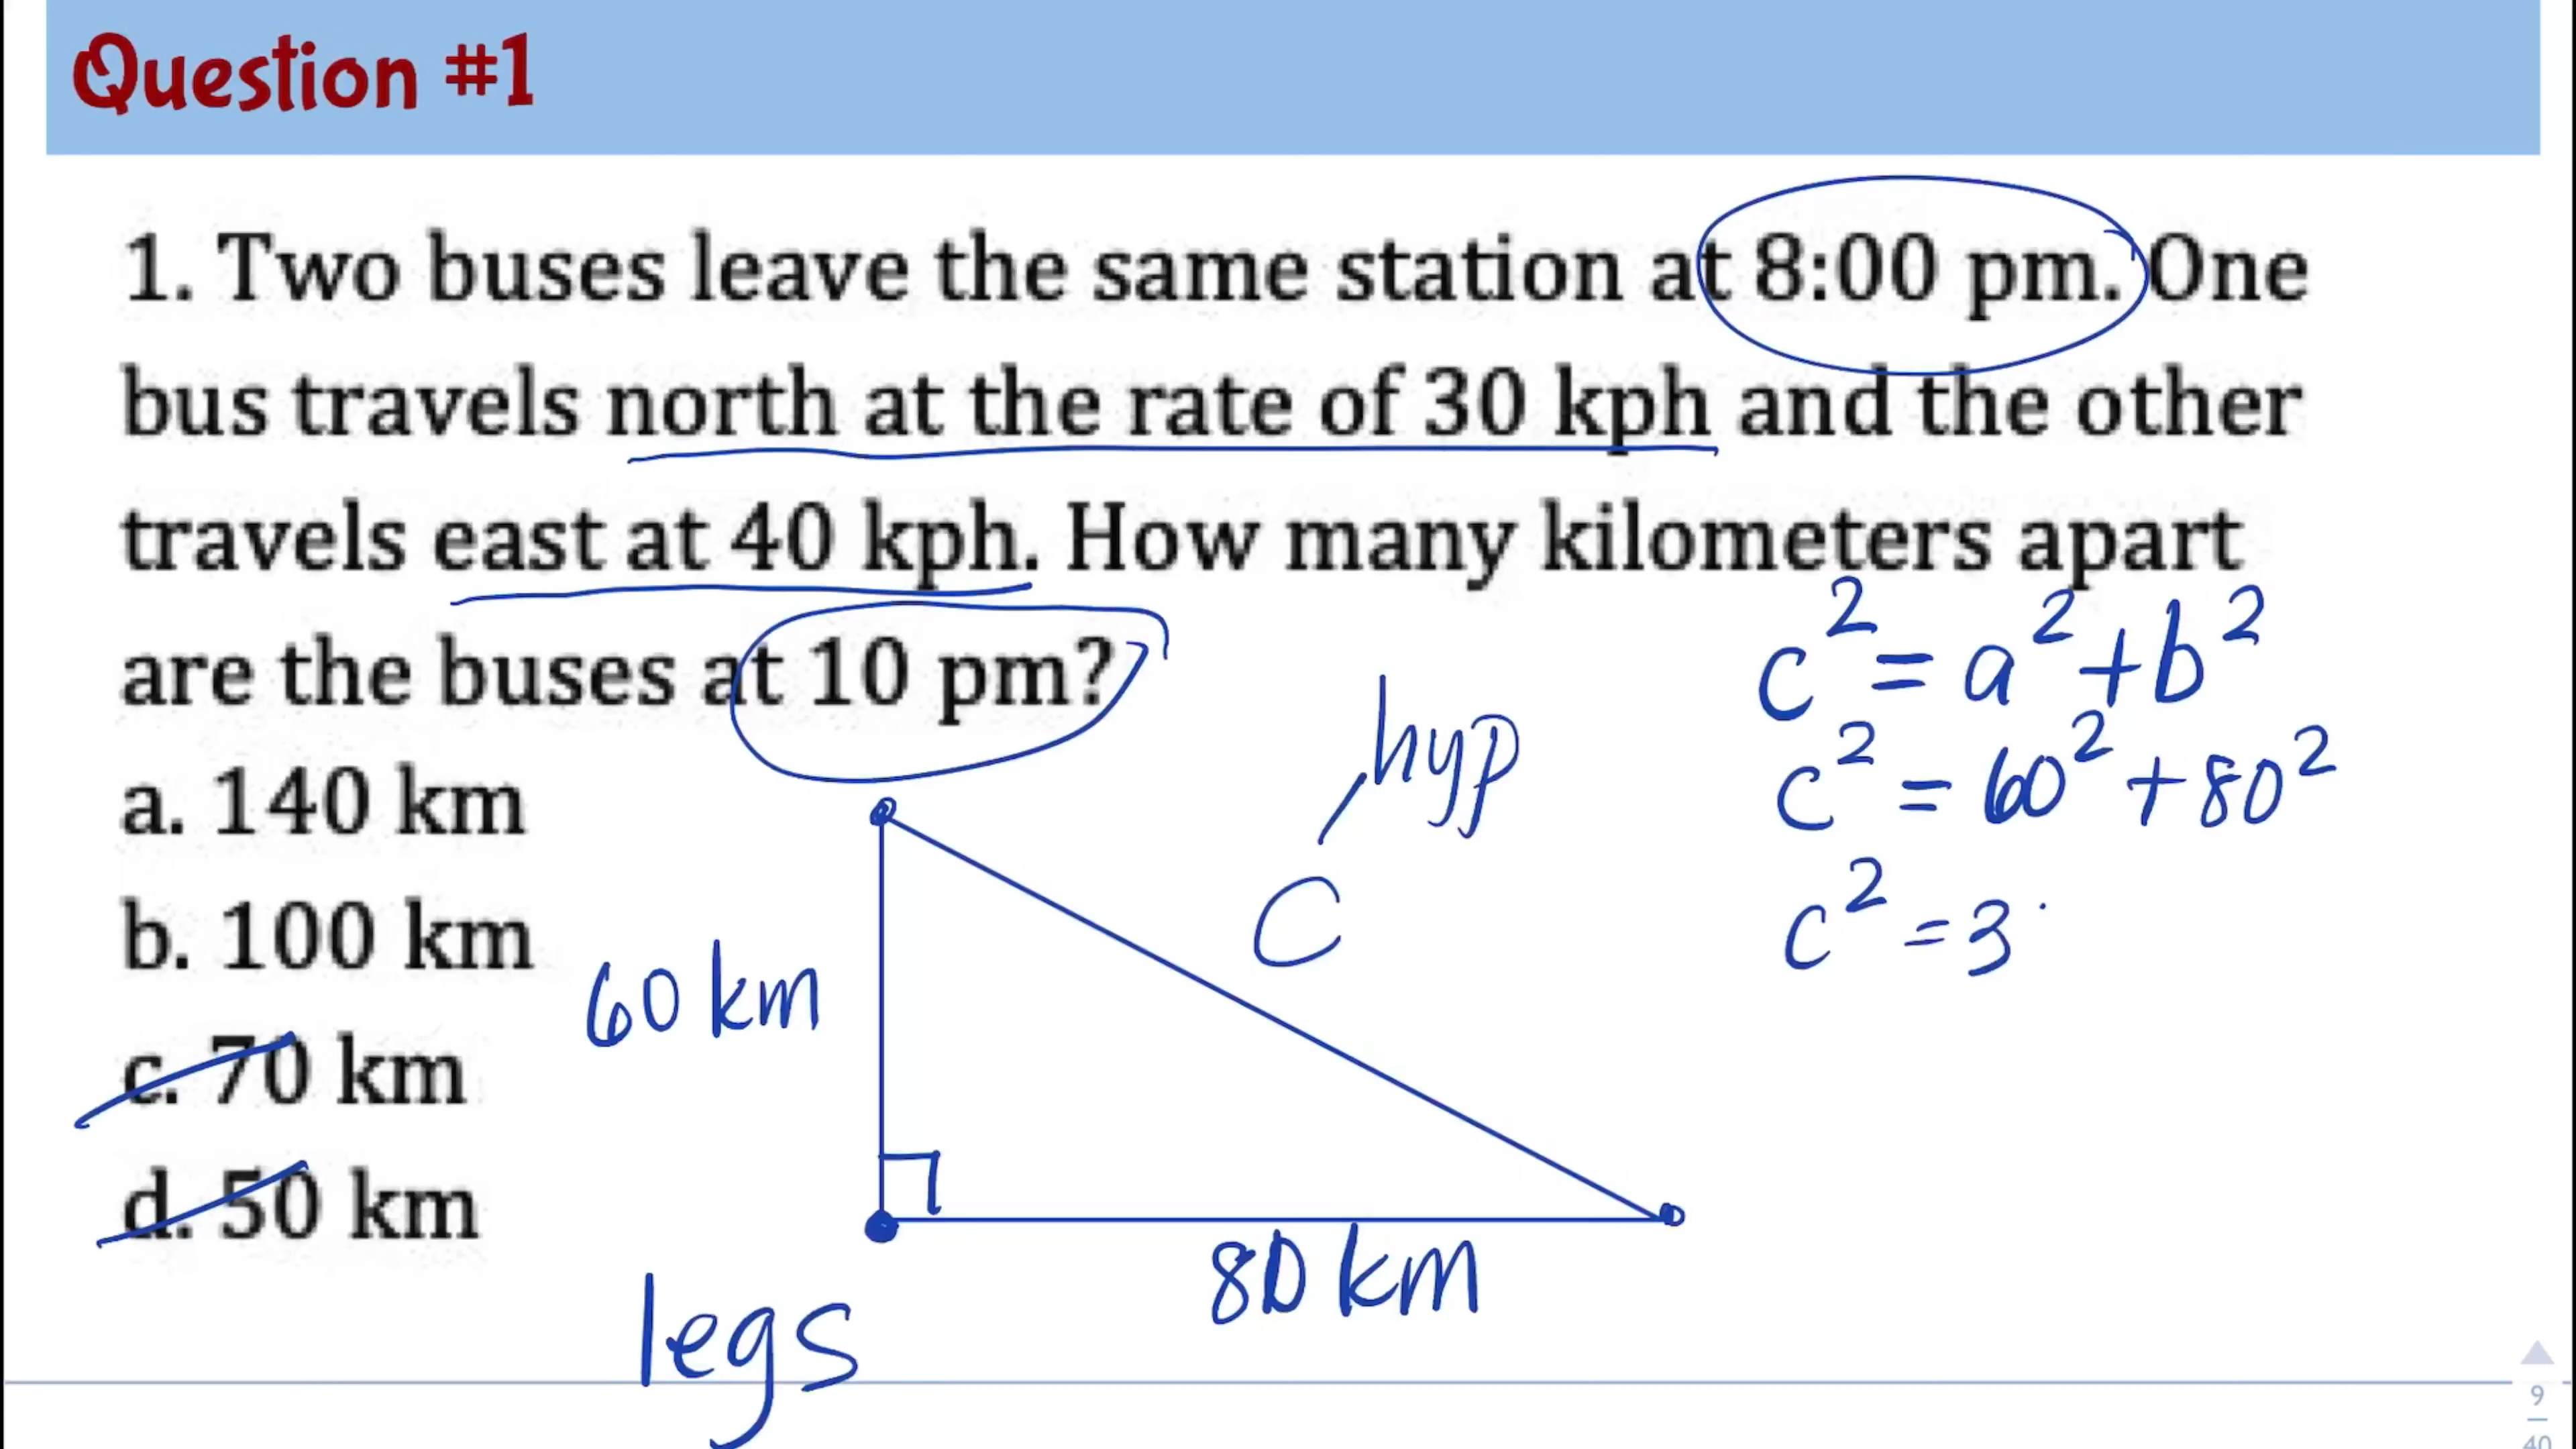 Question #1
1. Two buses leave the same station at 8:00 pm. One
bus travels north at the rate of 30 kph and the other
travels east at 40 kph. How many kilometers apart
are the buses at 10 pm?
a. 140 km
b. 100 km
c. 70 km
d. 50 km
c² = a² + b²
c² = 60² + 80²
c² = 3
hyp
C
60 km
80 km
legs
9
40